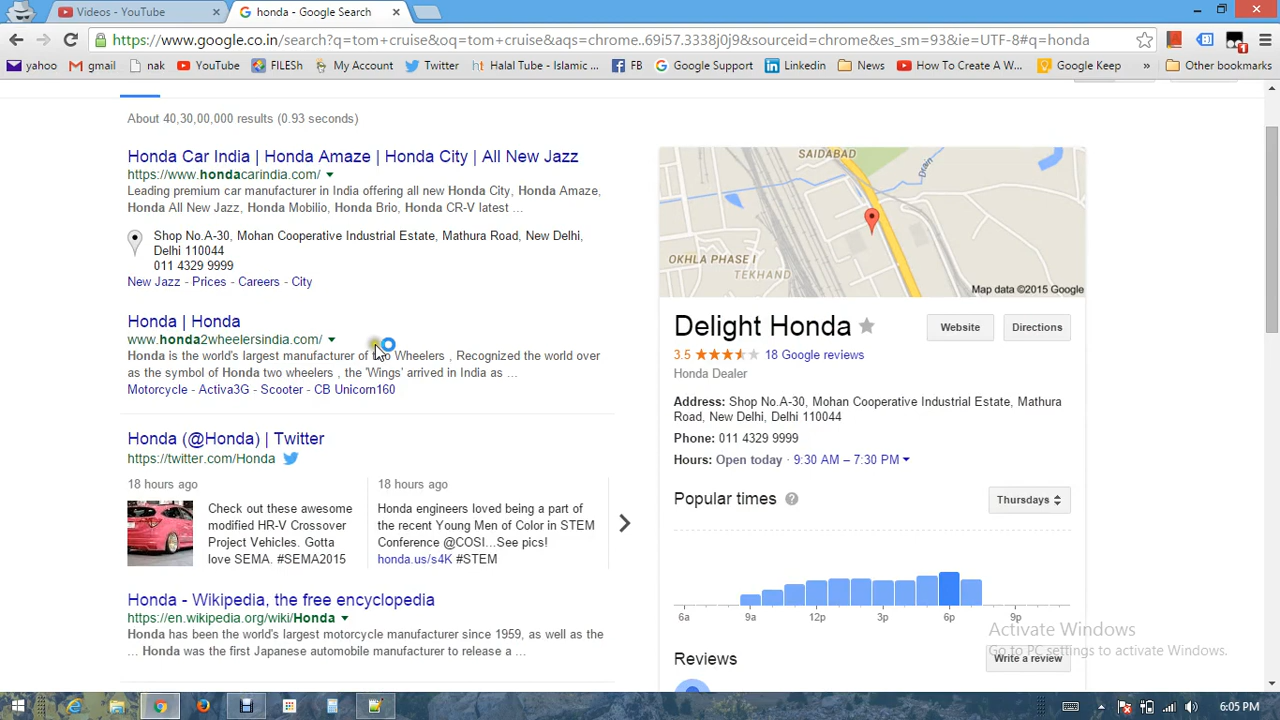 Videos - YouTube
honda - Google Search
https://www.google.co.in/search?q=tom+cruise&oq=tom+cruise&aqs=chrome..69i57.3338j0j9&sourceid=chrome&es_sm=93&ie=UTF-8#q=honda
yahoo gmail nak YouTube FILESh My Account Twitter Halal Tube - Islamic ... FB Google Support Linkedin News How To Create A W... Google Keep » Other bookmarks
About 40,30,00,000 results (0.93 seconds)
Honda Car India | Honda Amaze | Honda City | All New Jazz
https://www.hondacarindia.com/
Leading premium car manufacturer in India offering all new Honda City, Honda Amaze,
Honda All New Jazz, Honda Mobilio, Honda Brio, Honda CR-V latest ...
Shop No.A-30, Mohan Cooperative Industrial Estate, Mathura Road, New Delhi,
Delhi 110044
011 4329 9999
New Jazz - Prices - Careers - City
Honda | Honda
www.honda2wheelersindia.com/
Honda is the world's largest manufacturer of two Wheelers , Recognized the world over
as the symbol of Honda two wheelers , the 'Wings' arrived in India as ...
Motorcycle - Activa3G - Scooter - CB Unicorn160
Honda (@Honda) | Twitter
https://twitter.com/Honda
18 hours ago
Check out these awesome
modified HR-V Crossover
Project Vehicles. Gotta
love SEMA. #SEMA2015
18 hours ago
Honda engineers loved being a part of
the recent Young Men of Color in STEM
Conference @COSI...See pics!
honda.us/s4K #STEM
Honda - Wikipedia, the free encyclopedia
https://en.wikipedia.org/wiki/Honda
Honda has been the world's largest motorcycle manufacturer since 1959, as well as the
... Honda was the first Japanese automobile manufacturer to release a ...
SAIDABAD
Drain
OKHLA PHASE I
TEKHAND
Map data ©2015 Google
Delight Honda
Website
Directions
3.5 18 Google reviews
Honda Dealer
Address: Shop No.A-30, Mohan Cooperative Industrial Estate, Mathura
Road, New Delhi, Delhi 110044
Phone: 011 4329 9999
Hours: Open today · 9:30 AM – 7:30 PM
Popular times ?
Thursdays
6a 9a 12p 3p 6p 9p
Activate Windows
Go to PC settings to activate Windows.
Reviews
Write a review
6:05 PM